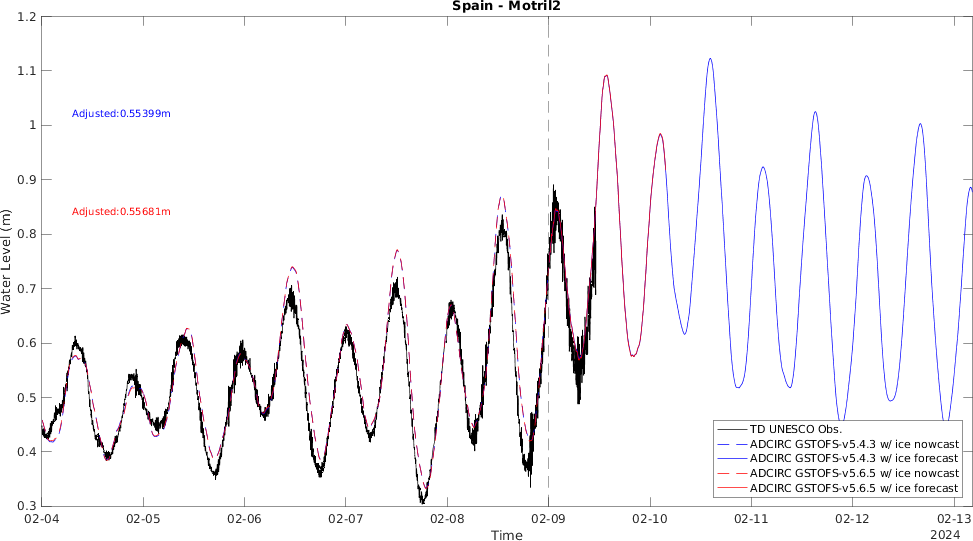 Spain - Motril2
1.2
1.1
1
0.9
0.8
0.7
0.6
0.5
0.4
0.3
Water Level (m)
Adjusted:0.55399m
Adjusted:0.55681m
TD UNESCO Obs.
ADCIRC GSTOFS-v5.4.3 w/ ice nowcast
ADCIRC GSTOFS-v5.4.3 w/ ice forecast
ADCIRC GSTOFS-v5.6.5 w/ ice nowcast
ADCIRC GSTOFS-v5.6.5 w/ ice forecast
02-04 02-05 02-06 02-07 02-08 02-09 02-10 02-11 02-12 02-13
Time
2024